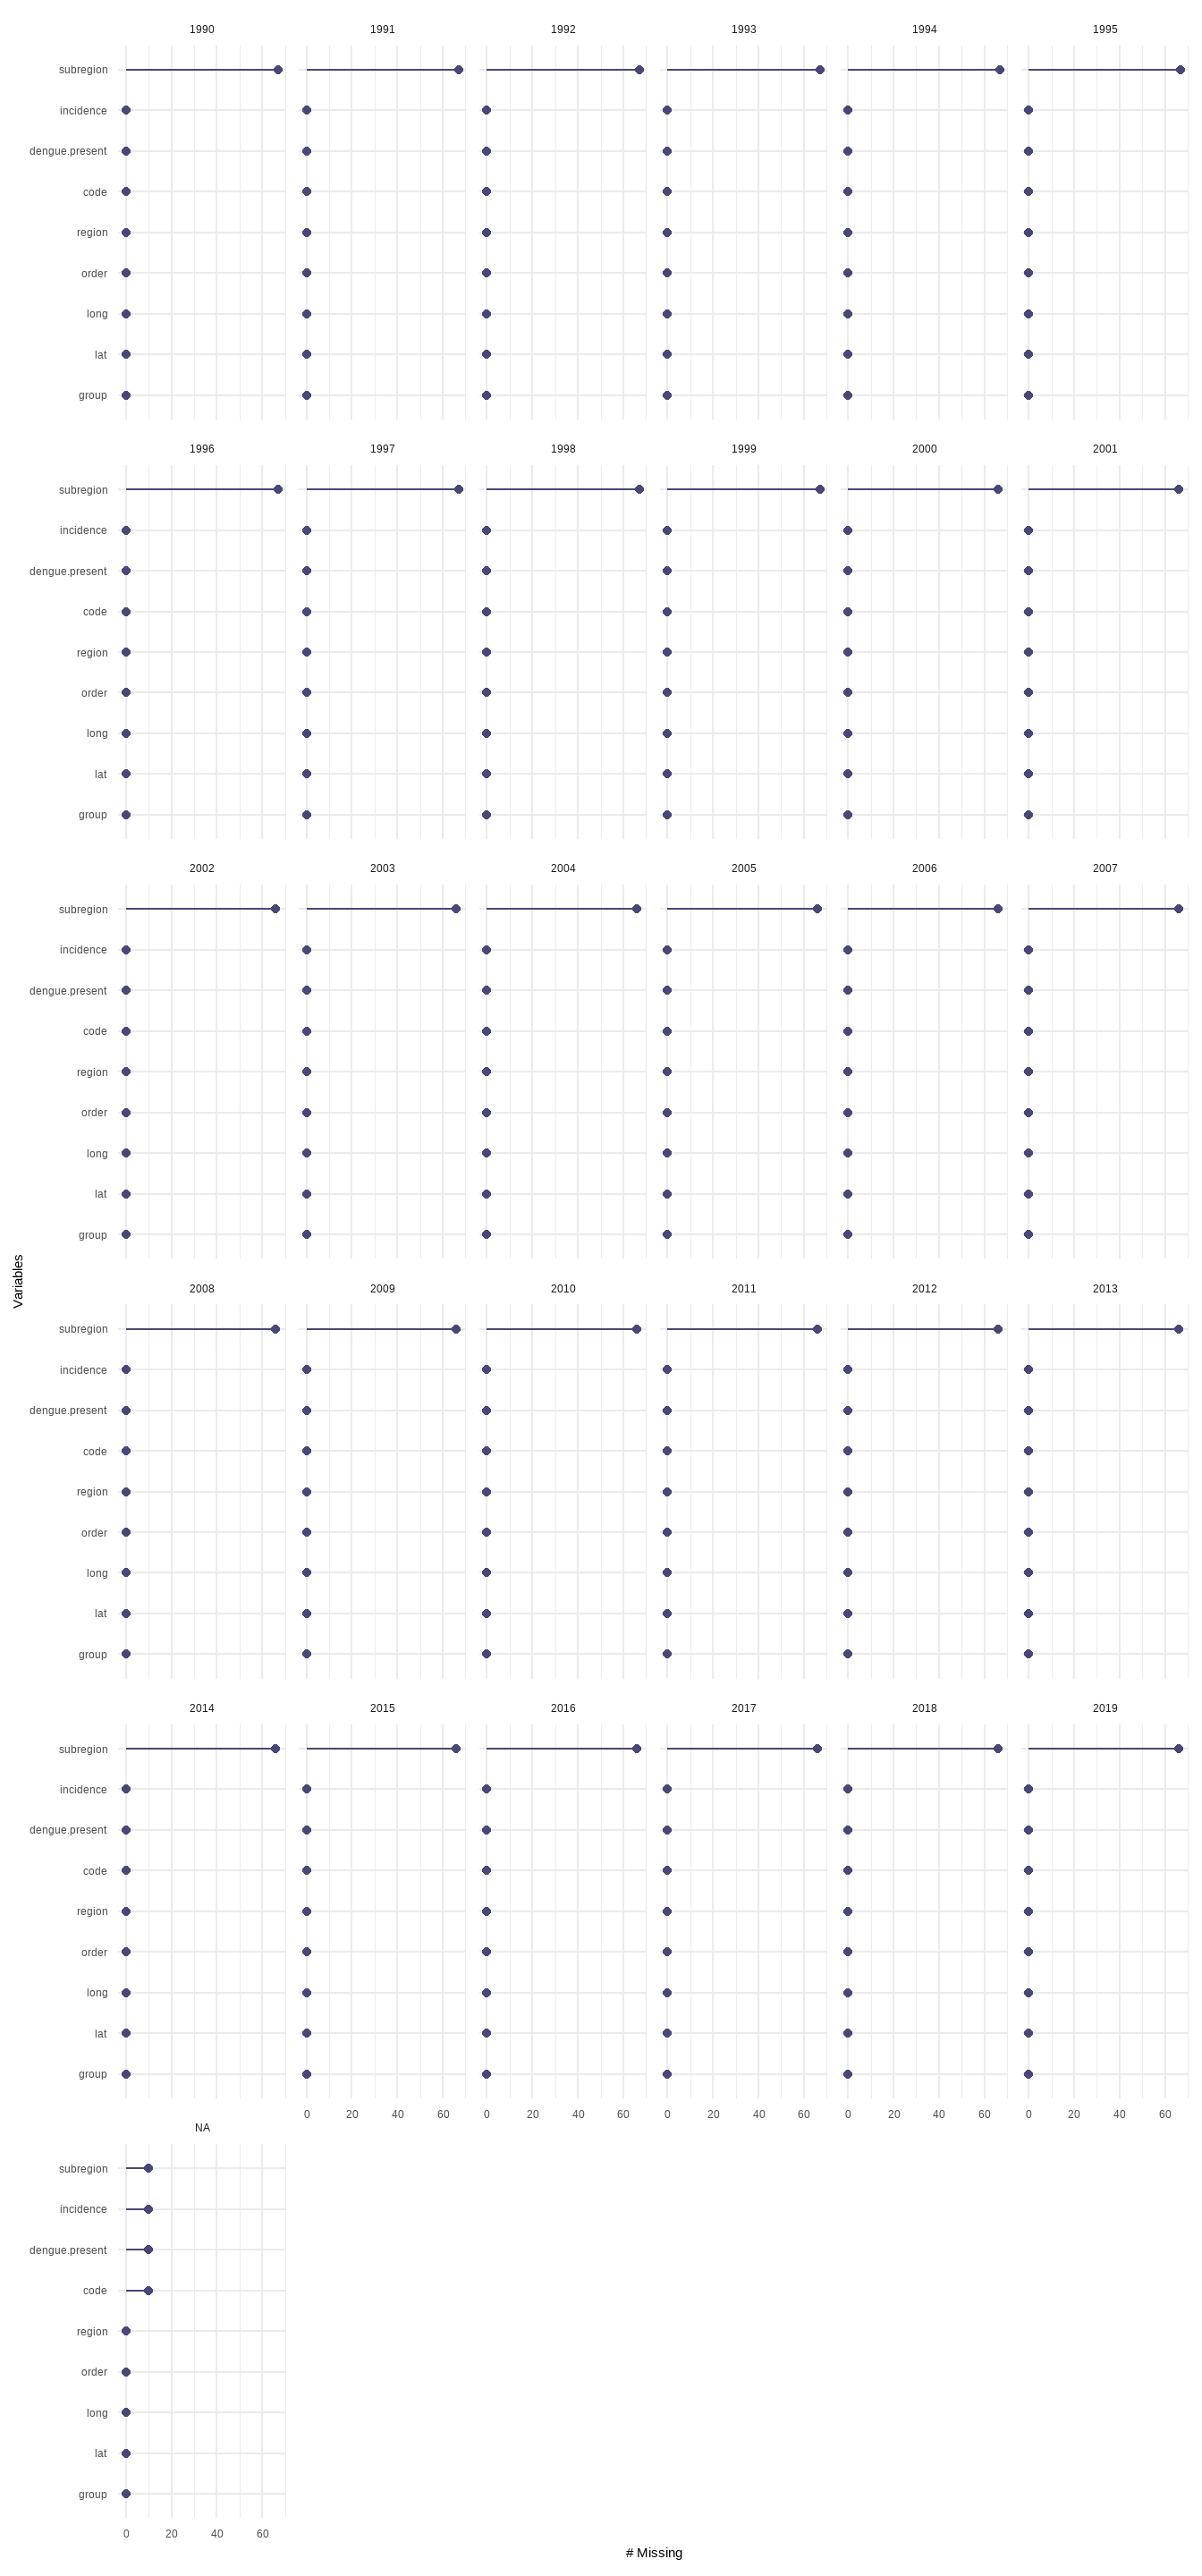 1990 1991 1992 1993 1994 1995
subregion
incidence
dengue.present
code
region
order
long
lat
group
1996 1997 1998 1999 2000 2001
subregion
incidence
dengue.present
code
region
order
long
lat
group
2002 2003 2004 2005 2006 2007
subregion
incidence
dengue.present
code
region
order
long
lat
group
Variables
2008 2009 2010 2011 2012 2013
subregion
incidence
dengue.present
code
region
order
long
lat
group
2014 2015 2016 2017 2018 2019
subregion
incidence
dengue.present
code
region
order
long
lat
group
0 20 40 60 0 20 40 60 0 20 40 60 0 20 40 60 0 20 40 60
NA
subregion
incidence
dengue.present
code
region
order
long
lat
group
0 20 40 60
# Missing